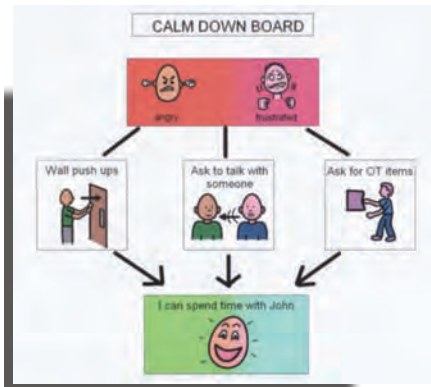 CALM DOWN BOARD
angry frustrated
Wall push ups Ask to talk with Ask for OT items
someone
I can spend time with John